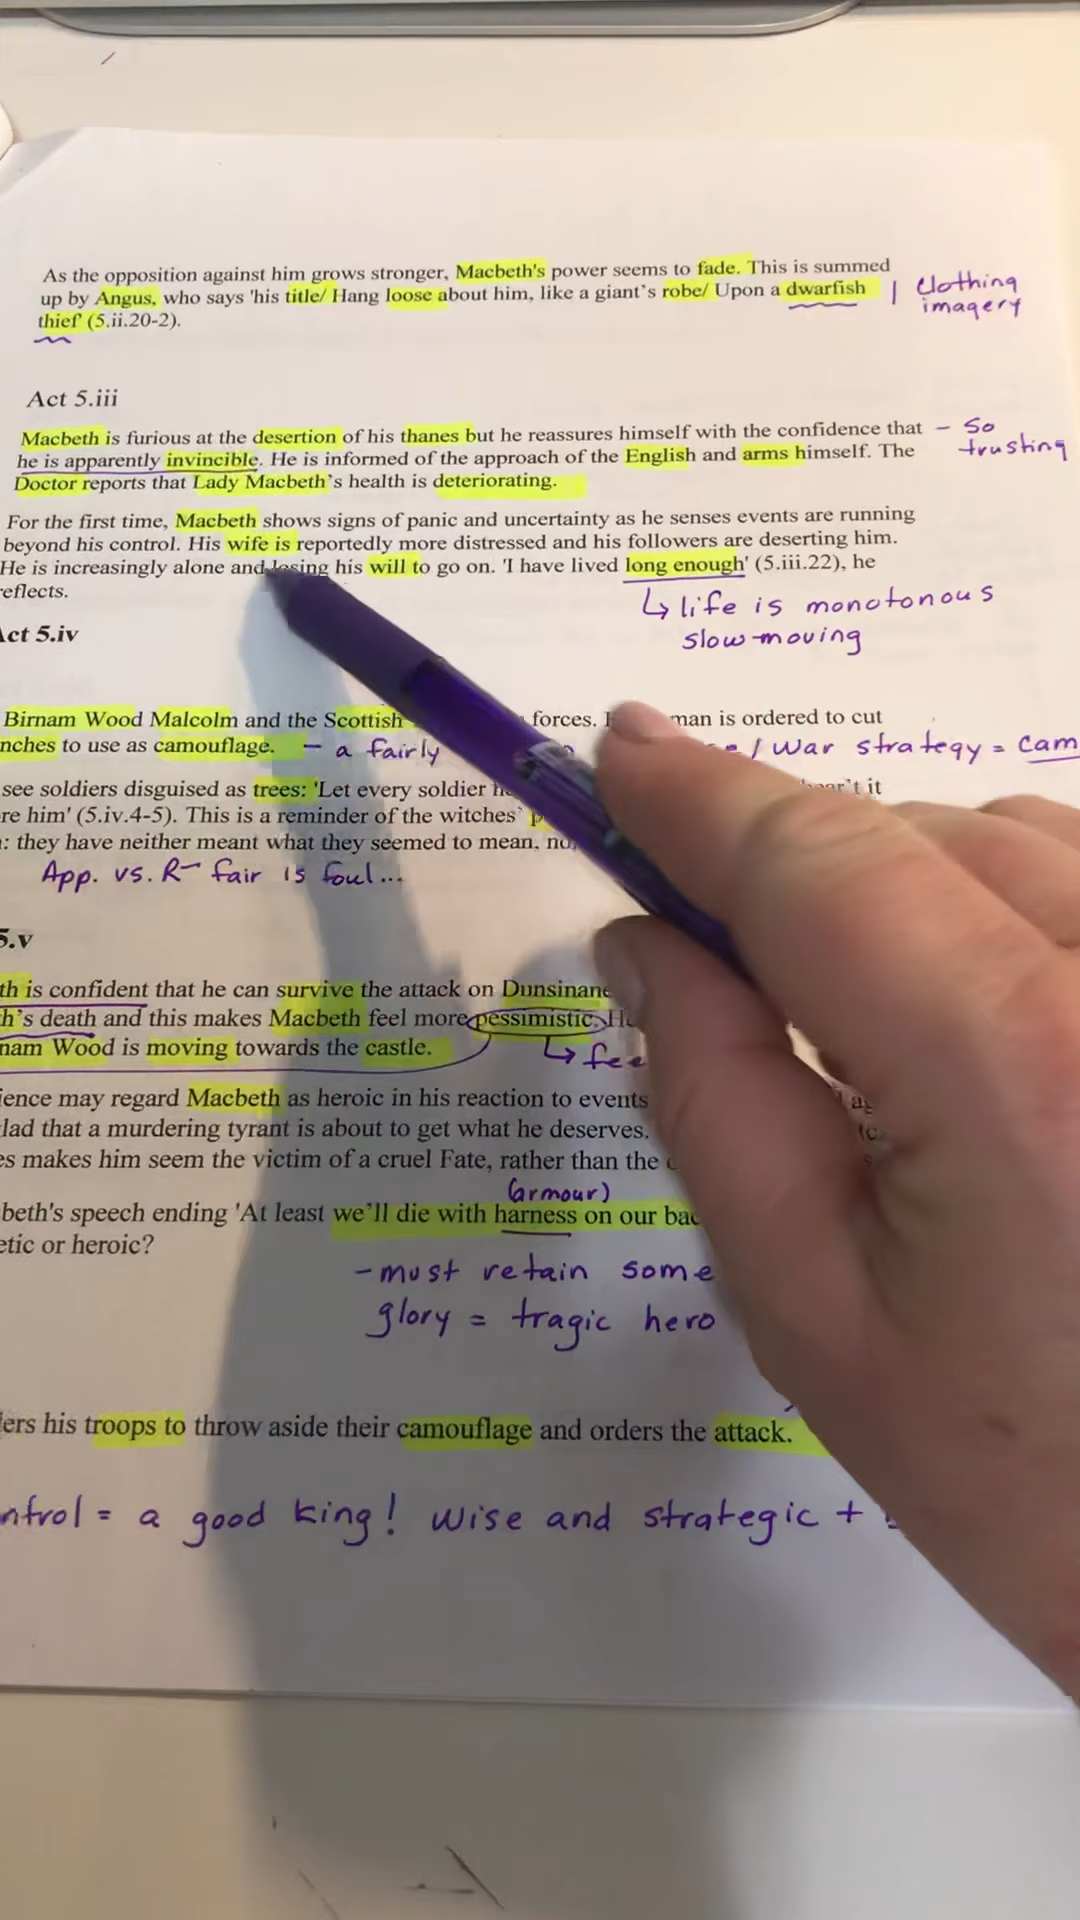 As the opposition against him grows stronger, Macbeth's power seems to fade. This is summed
up by Angus, who says 'his title/ Hang loose about him, like a giant's robe/ Upon a dwarfish
thief' (5.ii.20-2).
clothing
imagery
Act 5.iii
Macbeth is furious at the desertion of his thanes but he reassures himself with the confidence that
he is apparently invincible. He is informed of the approach of the English and arms himself. The
Doctor reports that Lady Macbeth's health is deteriorating.
- So
trusting
For the first time, Macbeth shows signs of panic and uncertainty as he senses events are running
beyond his control. His wife is reportedly more distressed and his followers are deserting him.
He is increasingly alone and losing his will to go on. 'I have lived long enough' (5.iii.22), he
reflects.
↳ life is monotonous
slow-moving
Act 5.iv
Birnam Wood Malcolm and the Scottish forces. man is ordered to cut
nches to use as camouflage. - a fairly / war strategy = cam
see soldiers disguised as trees: 'Let every soldier it
re him' (5.iv.4-5). This is a reminder of the witches'
: they have neither meant what they seemed to mean,
App. vs. R- fair is foul...
5.v
th is confident that he can survive the attack on Dunsinane
h's death and this makes Macbeth feel more pessimistic. H
nam Wood is moving towards the castle.
↳ fee
ience may regard Macbeth as heroic in his reaction to events
lad that a murdering tyrant is about to get what he deserves.
es makes him seem the victim of a cruel Fate, rather than the
(armour)
beth's speech ending 'At least we'll die with harness on our bac
etic or heroic?
- must retain some
glory = tragic hero
ers his troops to throw aside their camouflage and orders the attack.
ntrol = a good king! wise and strategic +